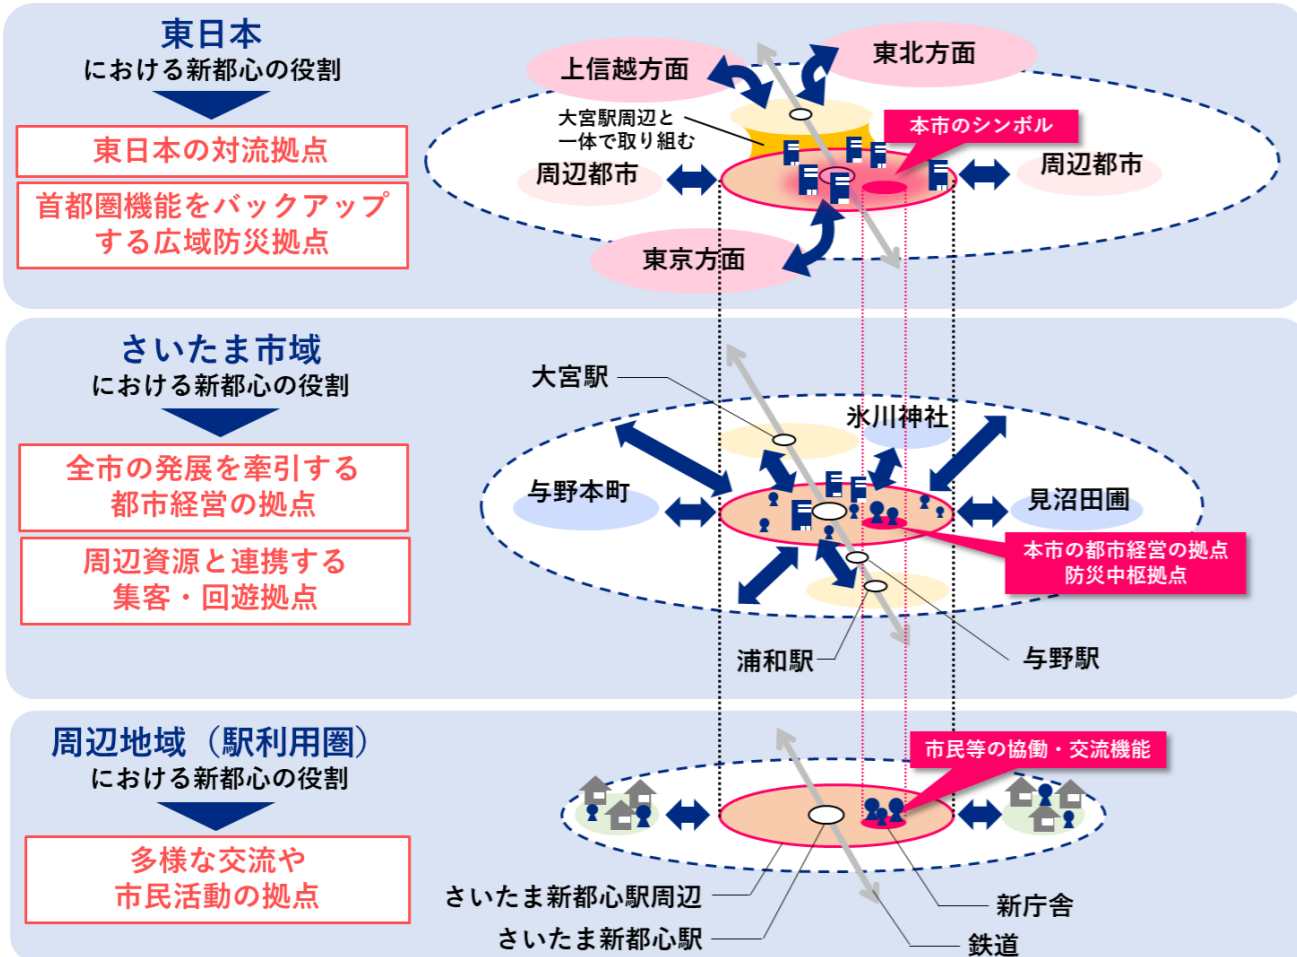 東日本
における新都心の役割
東日本の対流拠点
首都圏機能をバックアップ
する広域防災拠点
上信越方面
東北方面
大宮駅周辺と
一体で取り組む
本市のシンボル
周辺都市
周辺都市
東京方面
さいたま市域
における新都心の役割
全市の発展を牽引する
都市経営の拠点
周辺資源と連携する
集客・回遊拠点
大宮駅
氷川神社
与野本町
見沼田圃
本市の都市経営の拠点
防災中枢拠点
浦和駅
与野駅
周辺地域（駅利用圏）
における新都心の役割
多様な交流や
市民活動の拠点
市民等の協働・交流機能
さいたま新都心駅周辺
さいたま新都心駅
新庁舎
鉄道